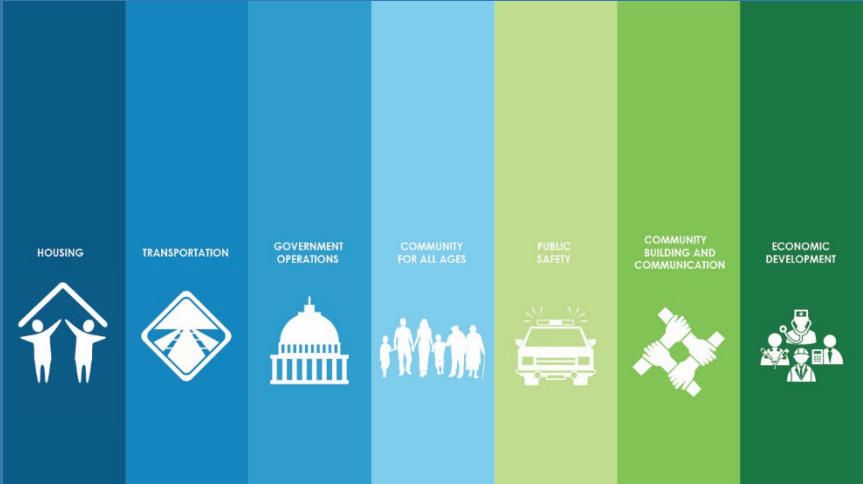 HOUSING
TRANSPORTATION
GOVERNMENT
OPERATIONS
COMMUNITY
FOR ALL AGES
PUBLIC
SAFETY
COMMUNITY
BUILDING AND
COMMUNICATION
ECONOMIC
DEVELOPMENT